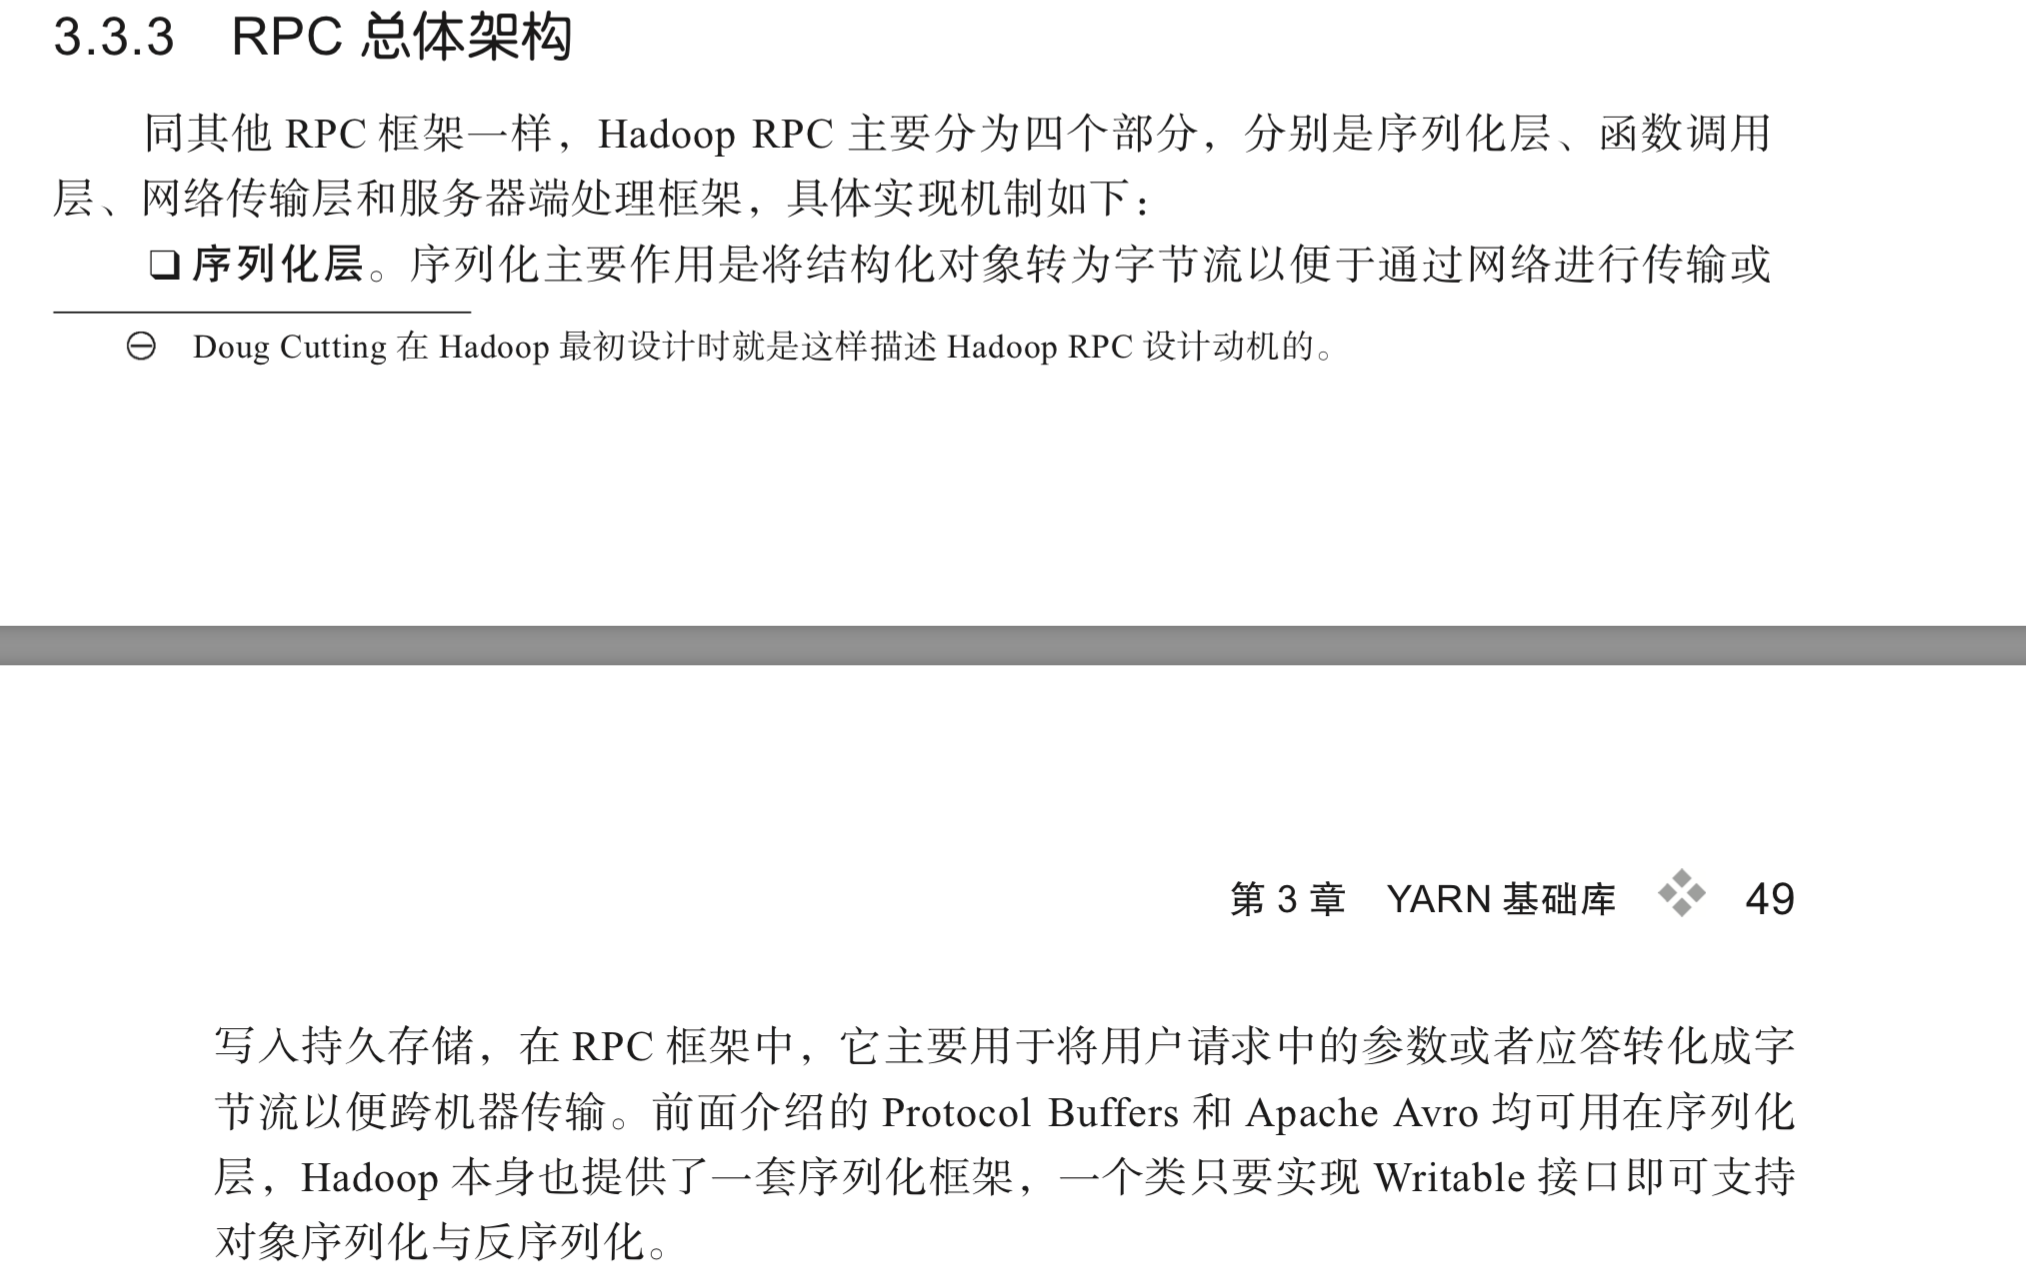 3.3.3 RPC 总体架构
同其他 RPC 框架一样，Hadoop RPC 主要分为四个部分，分别是序列化层、函数调用
层、网络传输层和服务器端处理框架，具体实现机制如下：
❑ 序列化层。序列化主要作用是将结构化对象转为字节流以便于通过网络进行传输或
⊖ Doug Cutting 在 Hadoop 最初设计时就是这样描述 Hadoop RPC 设计动机的。
第 3 章 YARN 基础库 ❖ 49
写入持久存储，在 RPC 框架中，它主要用于将用户请求中的参数或者应答转化成字
节流以便跨机器传输。前面介绍的 Protocol Buffers 和 Apache Avro 均可用在序列化
层，Hadoop 本身也提供了一套序列化框架，一个类只要实现 Writable 接口即可支持
对象序列化与反序列化。